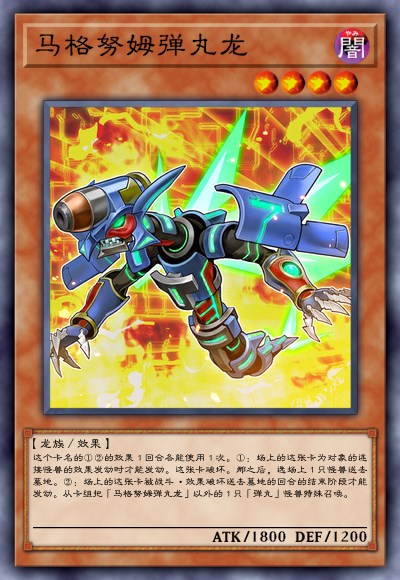 马格努姆弹丸龙
やみ
闇
【龙族／效果】
这个卡名的①②的效果1回合各能使用1次。①：场上的这张卡为对象的连
接怪兽的效果发动时才能发动。这张卡破坏。那之后，选场上1只怪兽送去
墓地。②：场上的这张卡被战斗·效果破坏送去墓地的回合的结束阶段才能
发动。从卡组把「马格努姆弹丸龙」以外的1只「弹丸」怪兽特殊召唤。
ATK/1800 DEF/1200